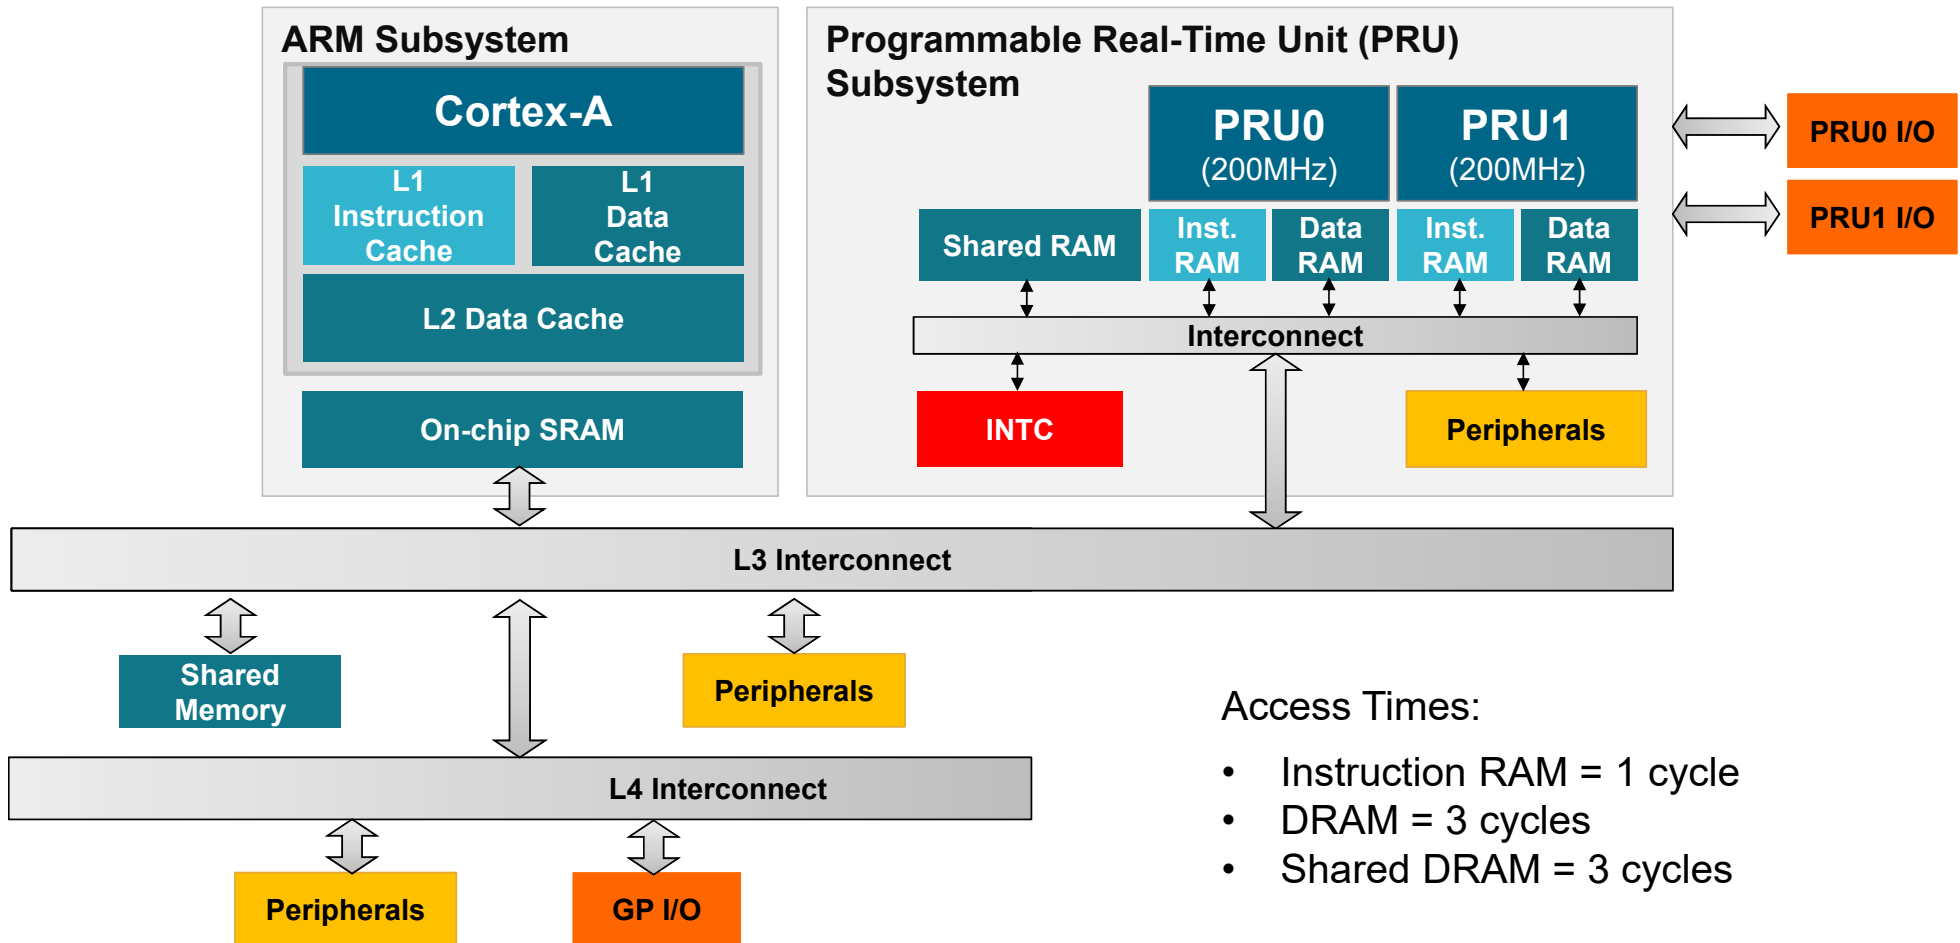 ARM Subsystem
Cortex-A
L1
Instruction
Cache
L1
Data
Cache
L2 Data Cache
On-chip SRAM
Programmable Real-Time Unit (PRU)
Subsystem
PRU0
(200MHz)
PRU1
(200MHz)
Shared RAM
Inst.
RAM
Data
RAM
Inst.
RAM
Data
RAM
Interconnect
INTC
Peripherals
PRU0 I/O
PRU1 I/O
L3 Interconnect
Shared
Memory
Peripherals
L4 Interconnect
Peripherals
GP I/O
Access Times:
• Instruction RAM = 1 cycle
• DRAM = 3 cycles
• Shared DRAM = 3 cycles